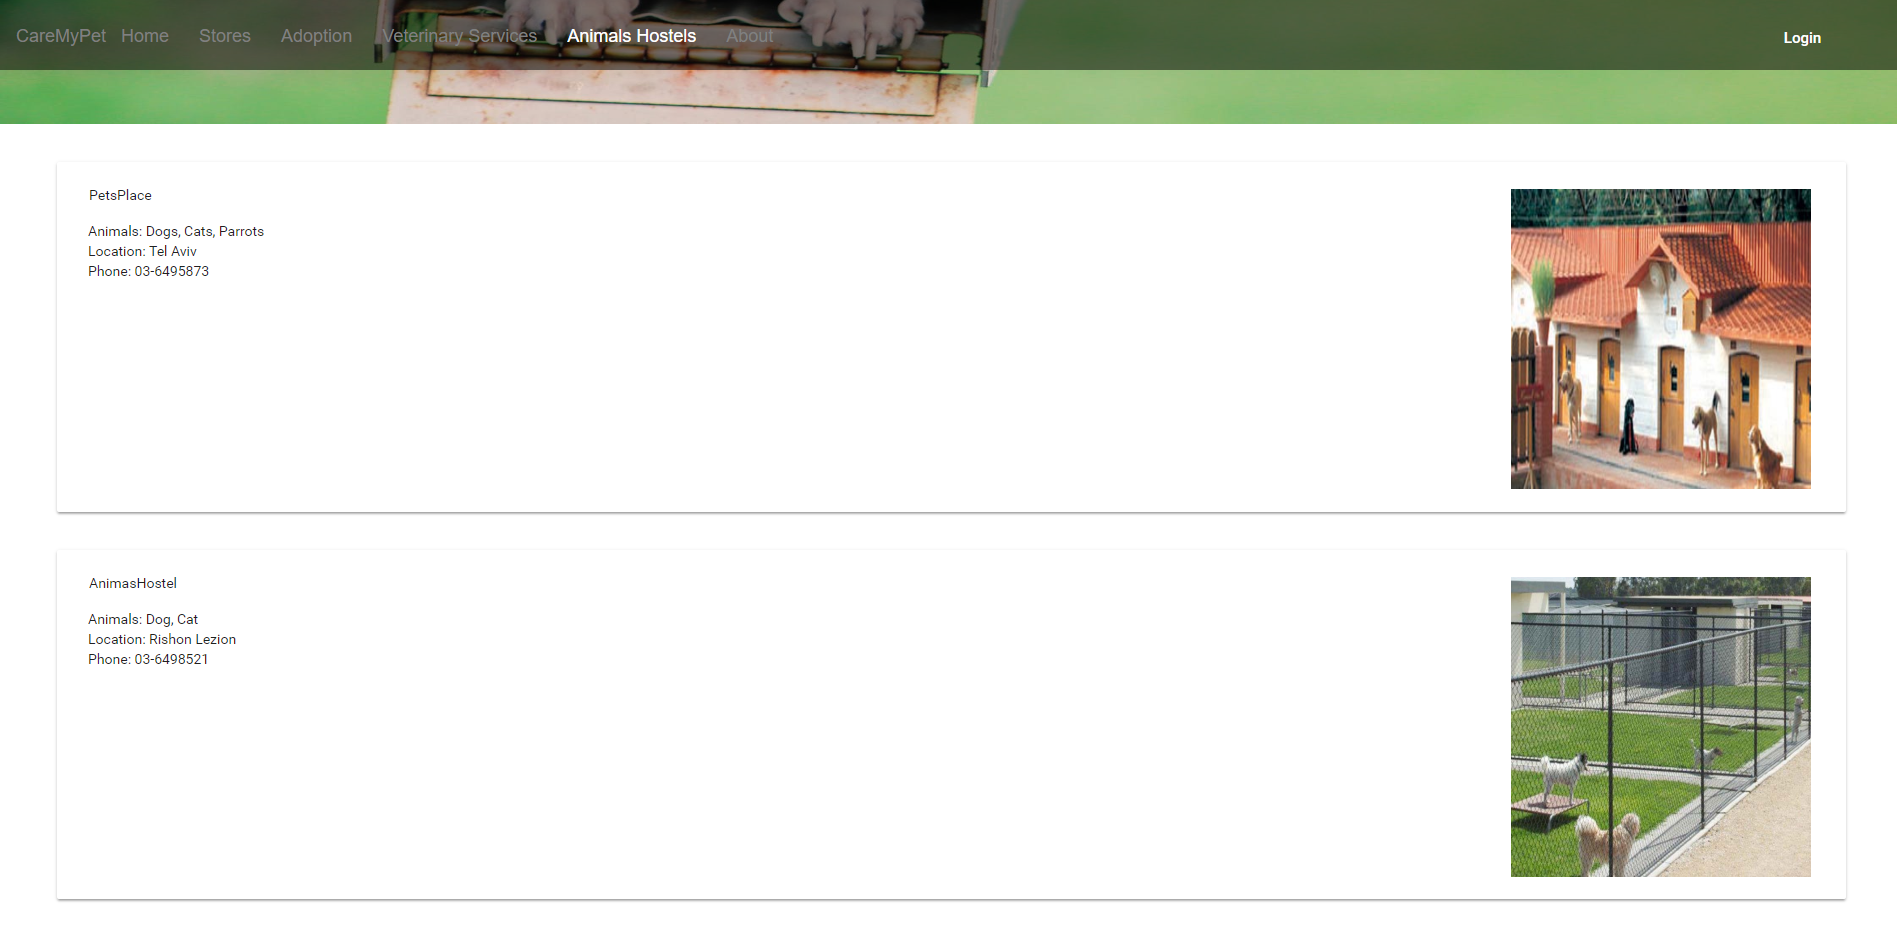 CareMyPet Home Stores Adoption Veterinary Services Animals Hostels About Login
PetsPlace
Animals: Dogs, Cats, Parrots
Location: Tel Aviv
Phone: 03-6495873
AnimasHostel
Animals: Dog, Cat
Location: Rishon Lezion
Phone: 03-6498521